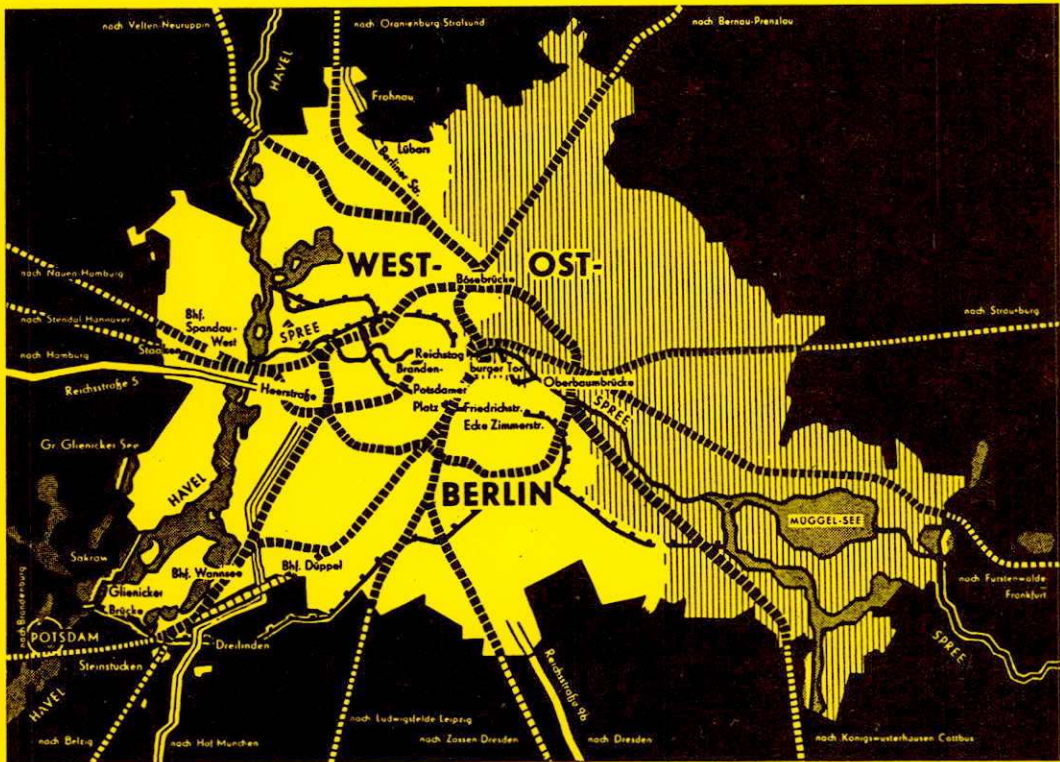 nach Velten-Neuruppin
nach Oranienburg Stralsund
nach Bernau-Prenzlau
HAVEL
Frohnau
Lübars
Berliner Str.
WEST-
OST-
Bösebrücke
nach Nauen-Hamburg
nach Stendal Hannover
nach Hamburg
Reichsstraße 5
Bhf.
Spandau-
West
Staaken
SPREE
Heerstraße
Reichstag
Branden-
burger Tor
Potsdamer
Platz
Friedrichstr.
Ecke Zimmerstr.
Oberbaumbrücke
SPREE
nach Strausburg
Gr. Glienicker See
HAVEL
BERLIN
MÜGGEL-SEE
Sakrow
Glienicker
Brücke
Bhf. Wannsee
Bhf. Düppel
nach Brandenburg
POTSDAM
Steinstücken
Dreilinden
HAVEL
nach Fürstenwalde
Frankfurt
SPREE
Reichsstraße 96
nach Belzig
nach Hof München
nach Ludwigsfelde Leipzig
nach Zossen-Dresden
nach Dresden
nach Königswusterhausen Cottbus